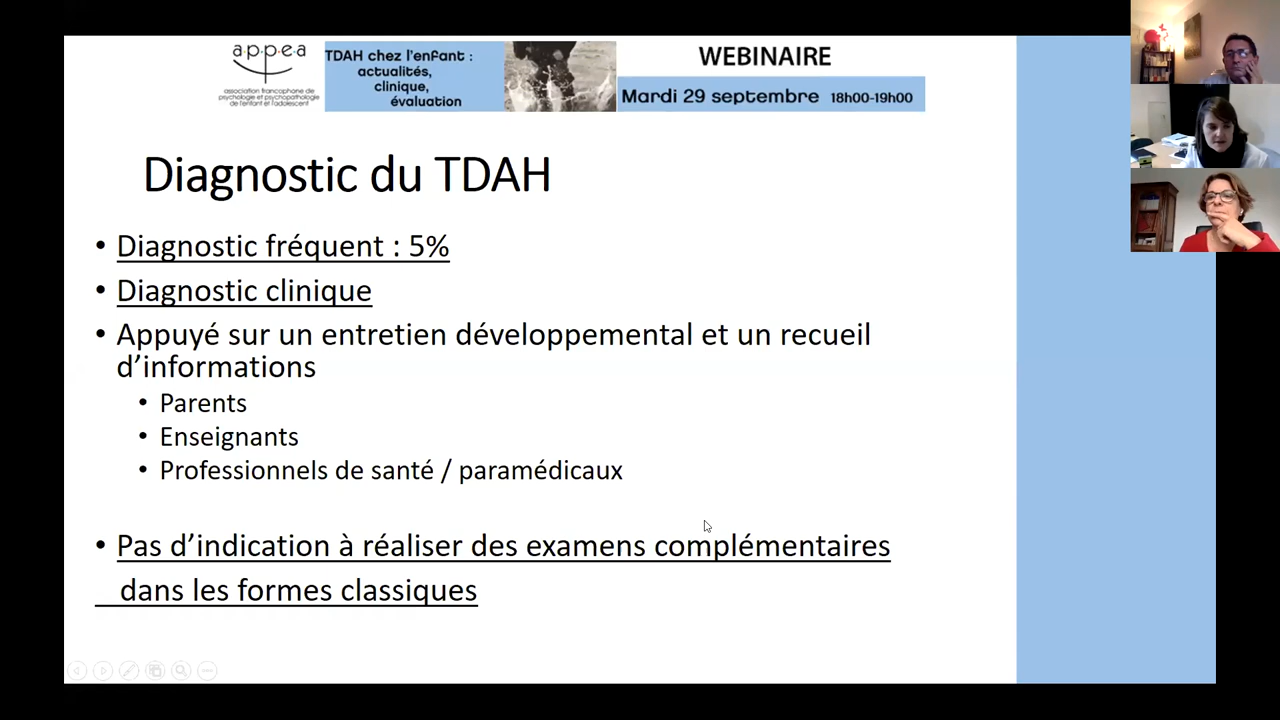 appea
association francophone de
psychologie et psychopathologie
de l'enfant et l'adolescent
TDAH chez l'enfant :
actualités,
clinique,
évaluation
WEBINAIRE
Mardi 29 septembre 18h00-19h00
Diagnostic du TDAH
• Diagnostic fréquent : 5%
• Diagnostic clinique
• Appuyé sur un entretien développemental et un recueil
d'informations
• Parents
• Enseignants
• Professionnels de santé / paramédicaux
• Pas d'indication à réaliser des examens complémentaires
dans les formes classiques